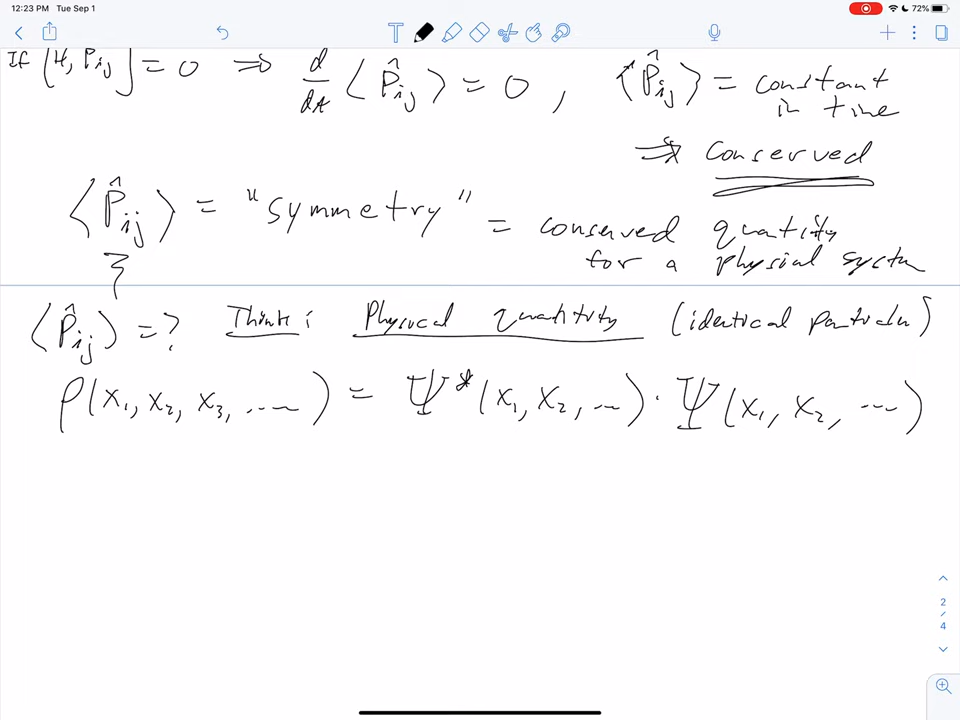 12:23 PM Tue Sep 1
72%
If [H, P̂ij] = 0 ⇒ d/dt ⟨P̂ij⟩ = 0 , ⟨P̂ij⟩ = constant
in time
⇒ Conserved
⟨P̂ij⟩ = "symmetry" = conserved quantity
for a physical system
⟨P̂ij⟩ = ? Think: Physical quantity (identical particles)
ρ(x₁, x₂, x₃, .....) = Ψ*(x₁, x₂, ...) · Ψ(x₁, x₂, ...)
2
/
4